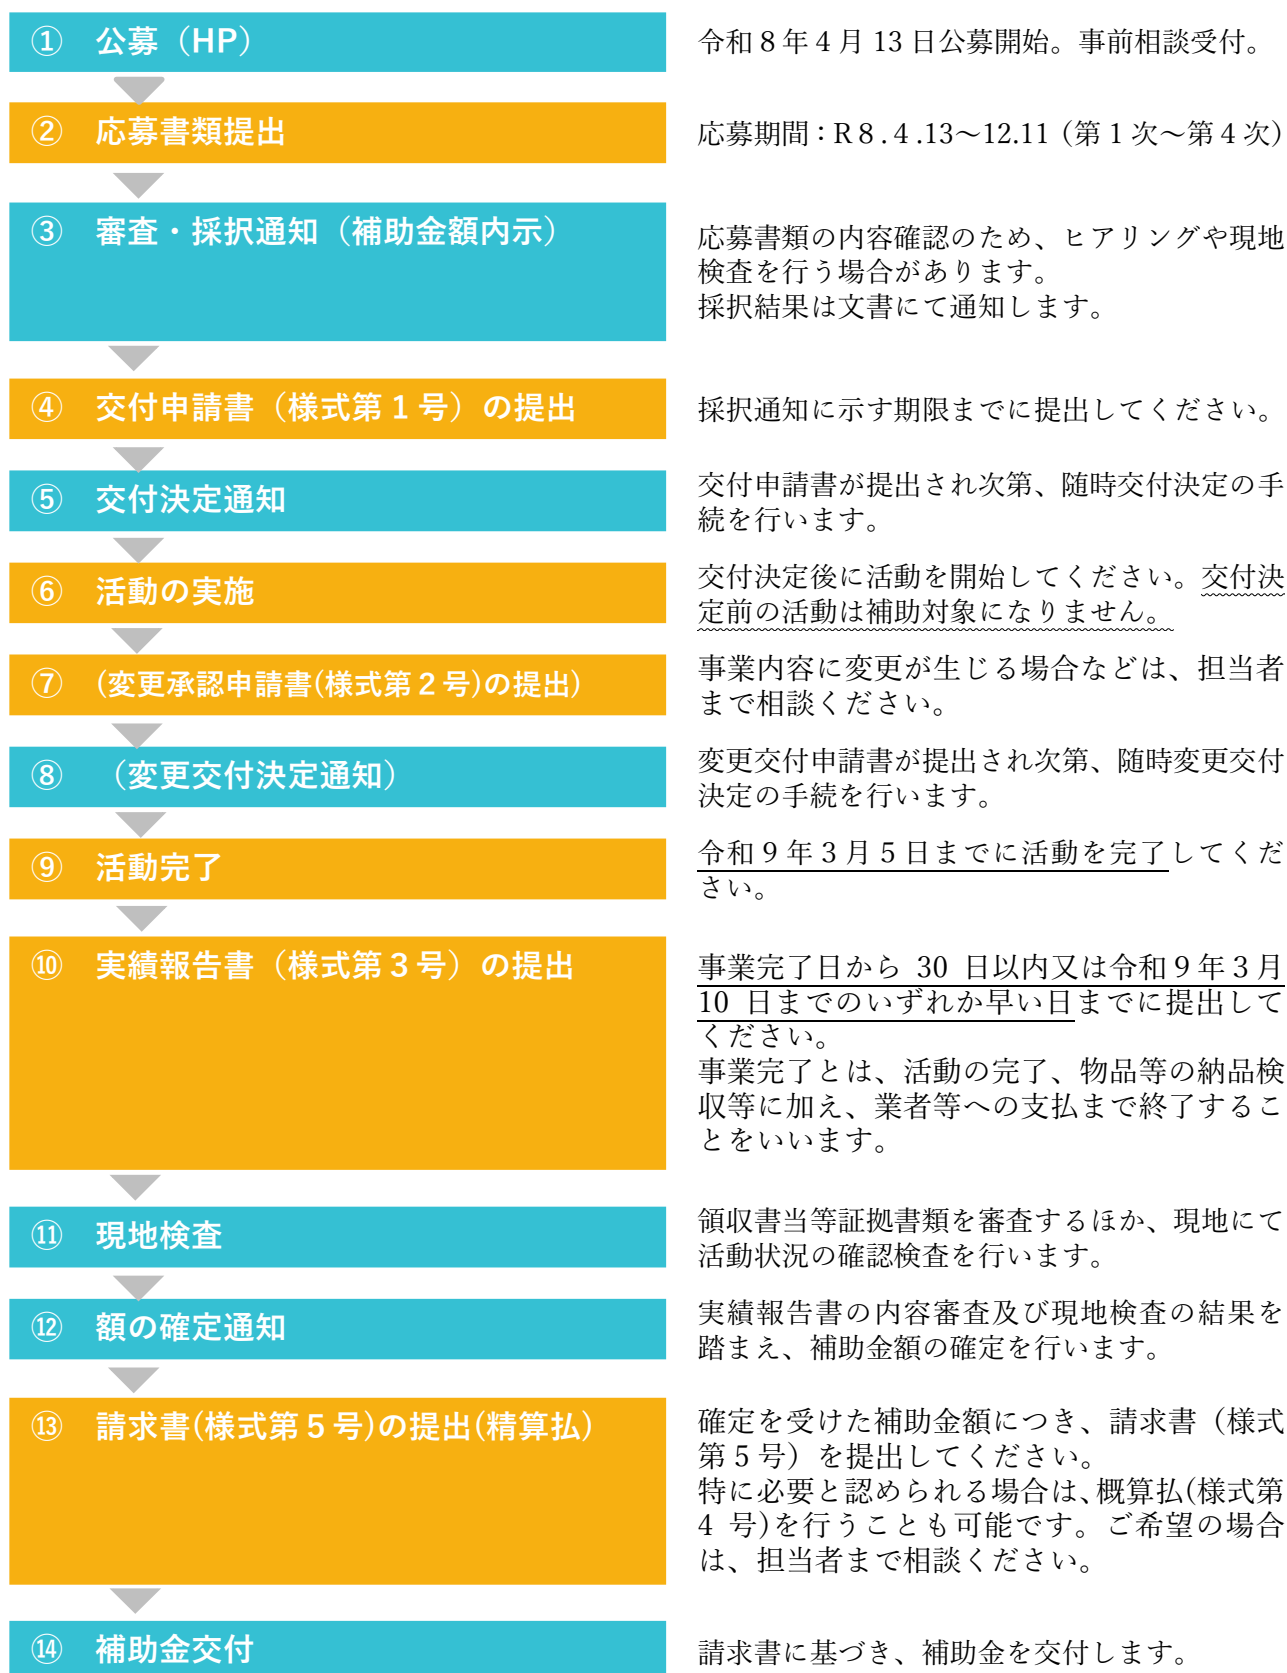 ① 公募（HP）
令和８年４月 13 日公募開始。事前相談受付。
② 応募書類提出
応募期間：R８.４.13～12.11（第１次～第４次）
③ 審査・採択通知（補助金額内示）
応募書類の内容確認のため、ヒアリングや現地
検査を行う場合があります。
採択結果は文書にて通知します。
④ 交付申請書（様式第１号）の提出
採択通知に示す期限までに提出してください。
⑤ 交付決定通知
交付申請書が提出され次第、随時交付決定の手
続を行います。
⑥ 活動の実施
交付決定後に活動を開始してください。交付決
定前の活動は補助対象になりません。
⑦ (変更承認申請書(様式第２号)の提出)
事業内容に変更が生じる場合などは、担当者
まで相談ください。
⑧ （変更交付決定通知）
変更交付申請書が提出され次第、随時変更交付
決定の手続を行います。
⑨ 活動完了
令和９年３月５日までに活動を完了してくだ
さい。
⑩ 実績報告書（様式第３号）の提出
事業完了日から 30 日以内又は令和９年３月
10 日までのいずれか早い日までに提出して
ください。
事業完了とは、活動の完了、物品等の納品検
収等に加え、業者等への支払まで終了するこ
とをいいます。
⑪ 現地検査
領収書当等証拠書類を審査するほか、現地にて
活動状況の確認検査を行います。
⑫ 額の確定通知
実績報告書の内容審査及び現地検査の結果を
踏まえ、補助金額の確定を行います。
⑬ 請求書(様式第５号)の提出(精算払)
確定を受けた補助金額につき、請求書（様式
第５号）を提出してください。
特に必要と認められる場合は、概算払(様式第
4 号)を行うことも可能です。ご希望の場合
は、担当者まで相談ください。
⑭ 補助金交付
請求書に基づき、補助金を交付します。